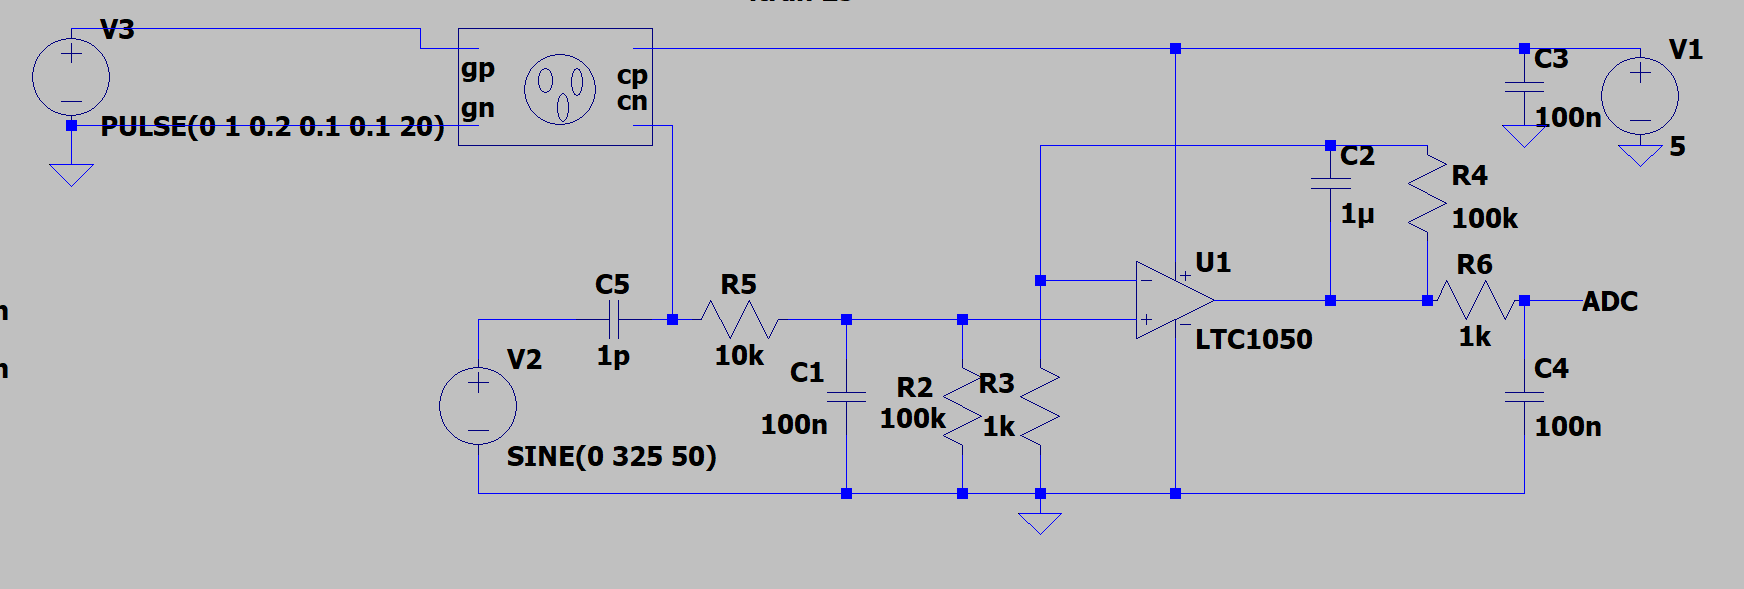 V3
PULSE(0 1 0.2 0.1 0.1 20)
gp
gn
cp
cn
C3
100n
V1
5
C2
1µ
R4
100k
U1
LTC1050
R6
1k
ADC
C5
1p
R5
10k
V2
SINE(0 325 50)
C1
100n
R2
100k
R3
1k
C4
100n